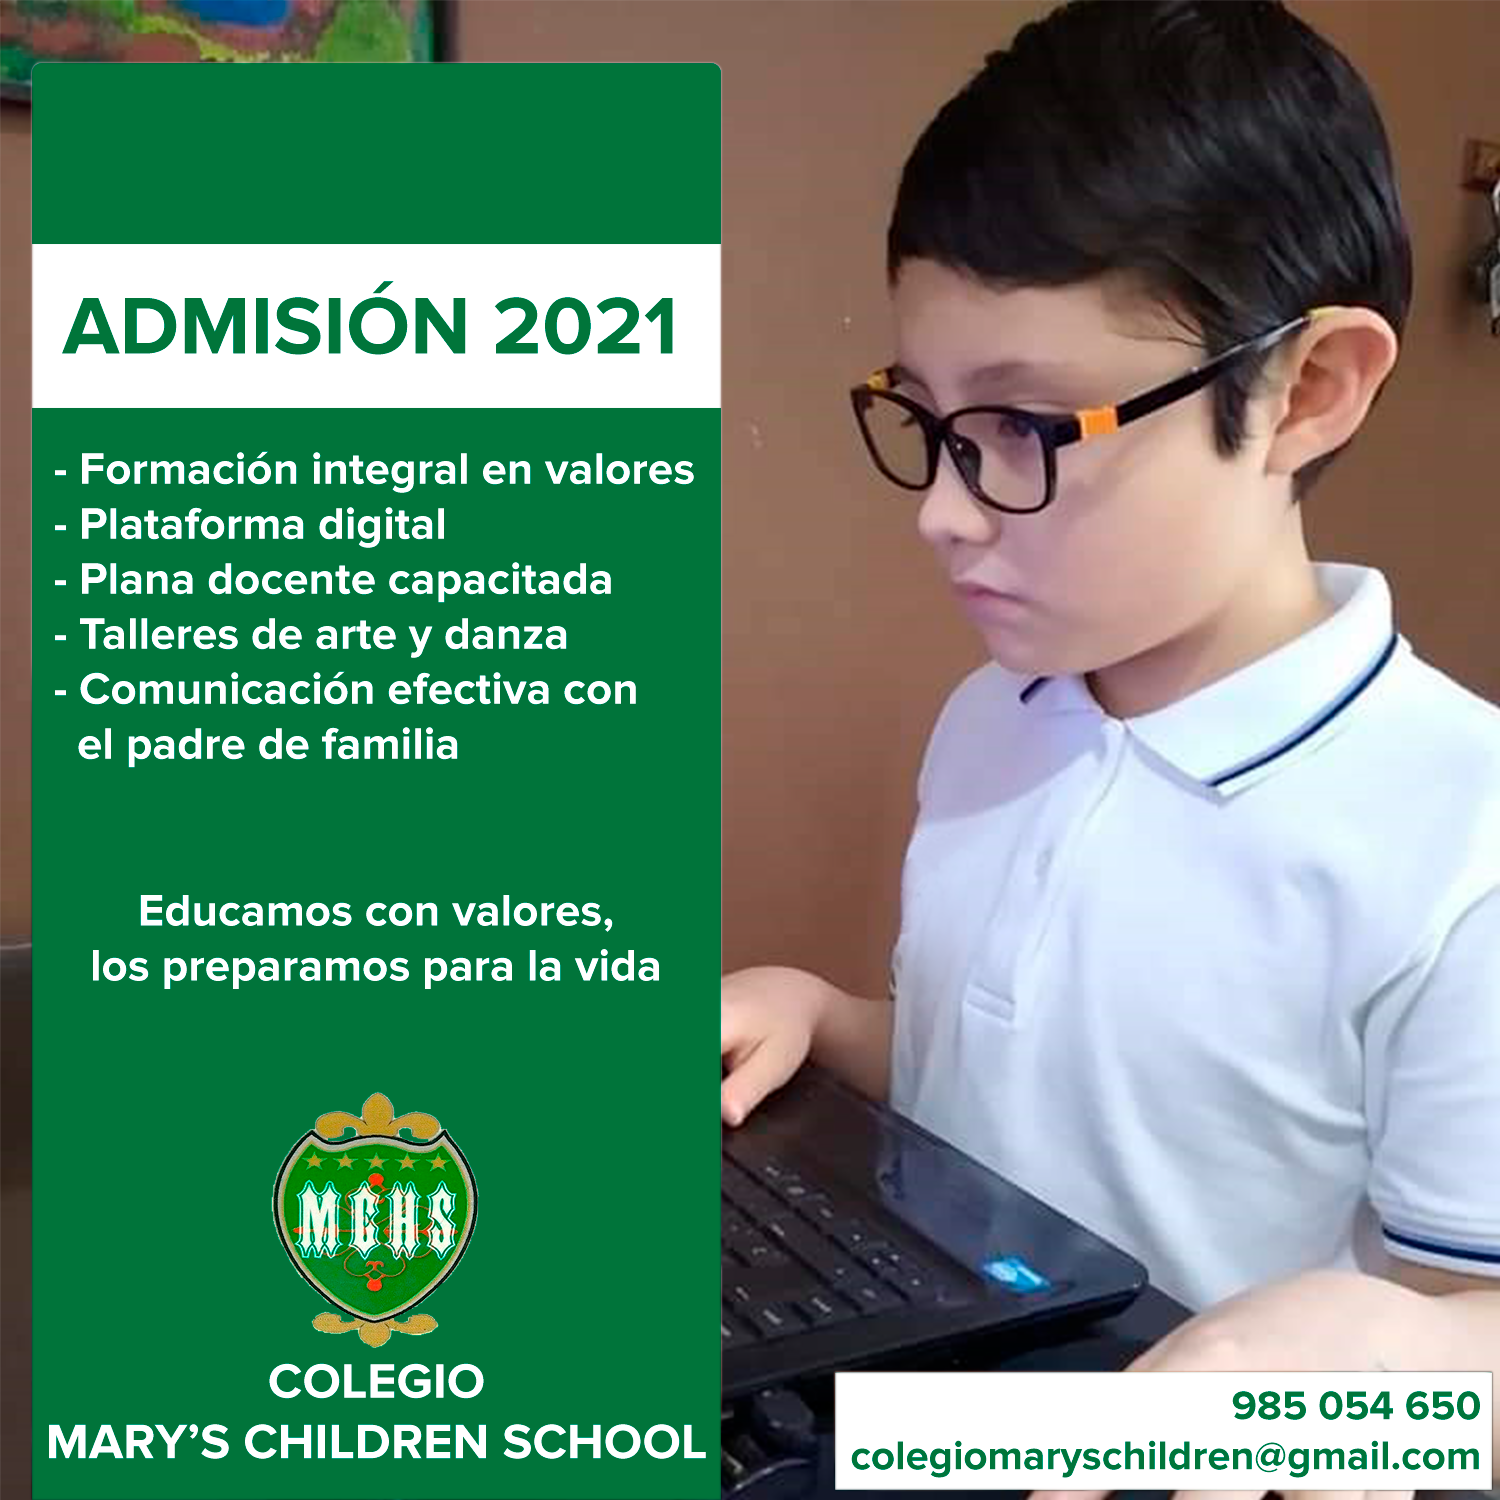 ADMISIÓN 2021
- Formación integral en valores
- Plataforma digital
- Plana docente capacitada
- Talleres de arte y danza
- Comunicación efectiva con
el padre de familia
Educamos con valores,
los preparamos para la vida
MCHS
COLEGIO
MARY'S CHILDREN SCHOOL
985 054 650
colegiomaryschildren@gmail.com